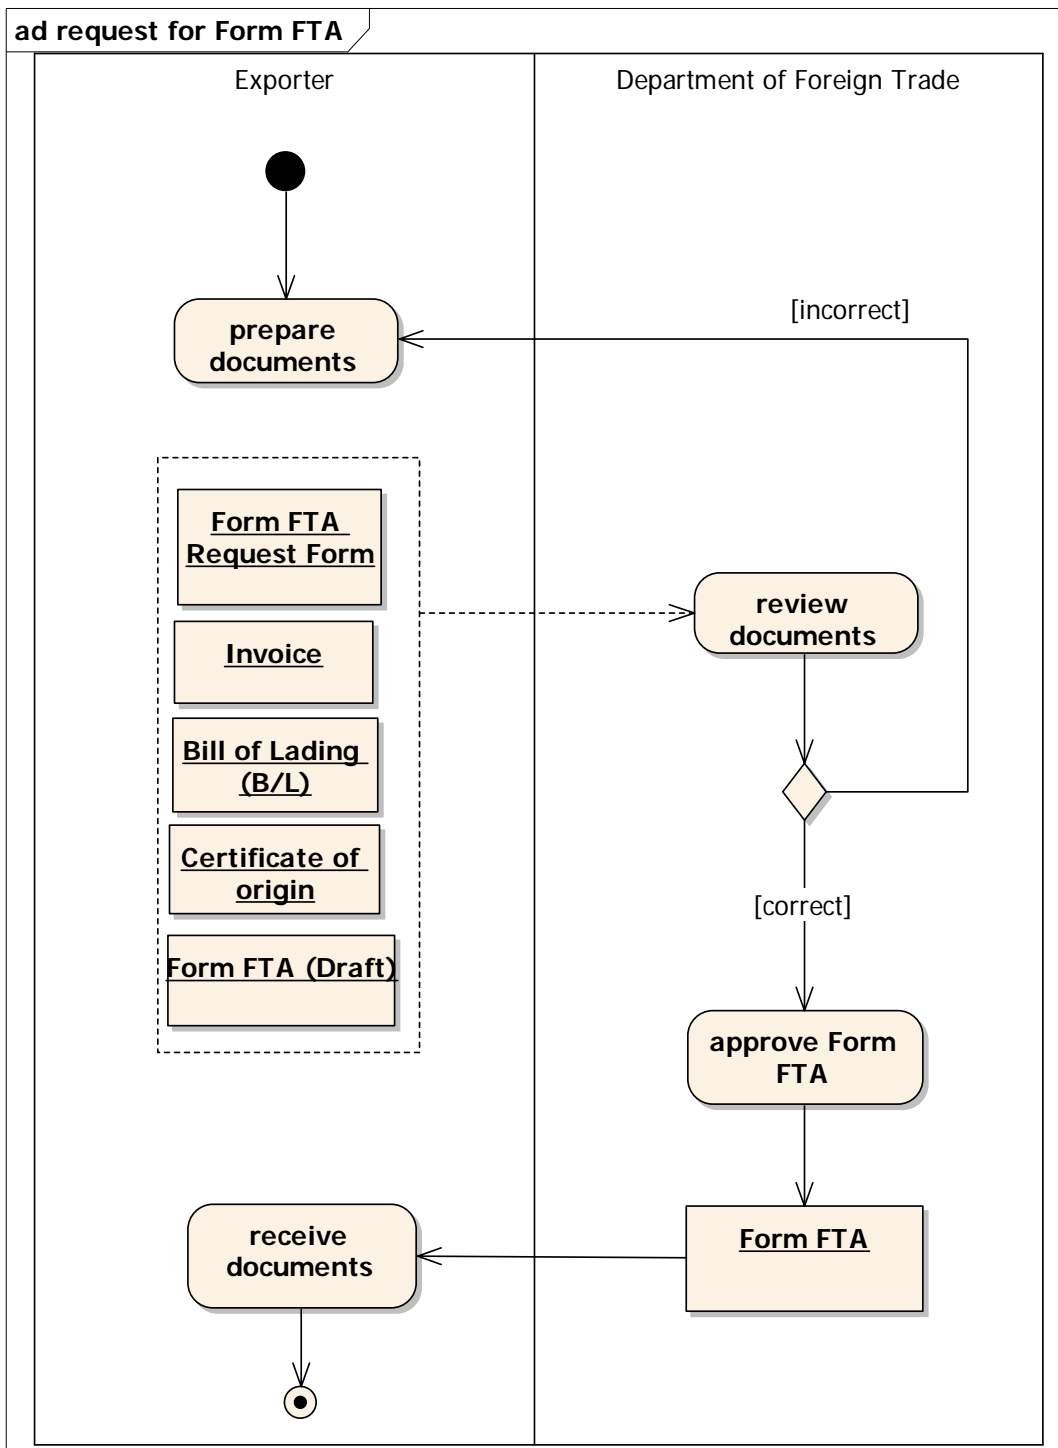 ad request for Form FTA
Exporter
Department of Foreign Trade
[incorrect]
prepare
documents
Form FTA
Request Form
review
documents
Invoice
Bill of Lading
(B/L)
Certificate of
origin
[correct]
Form FTA (Draft)
approve Form
FTA
receive
documents
Form FTA